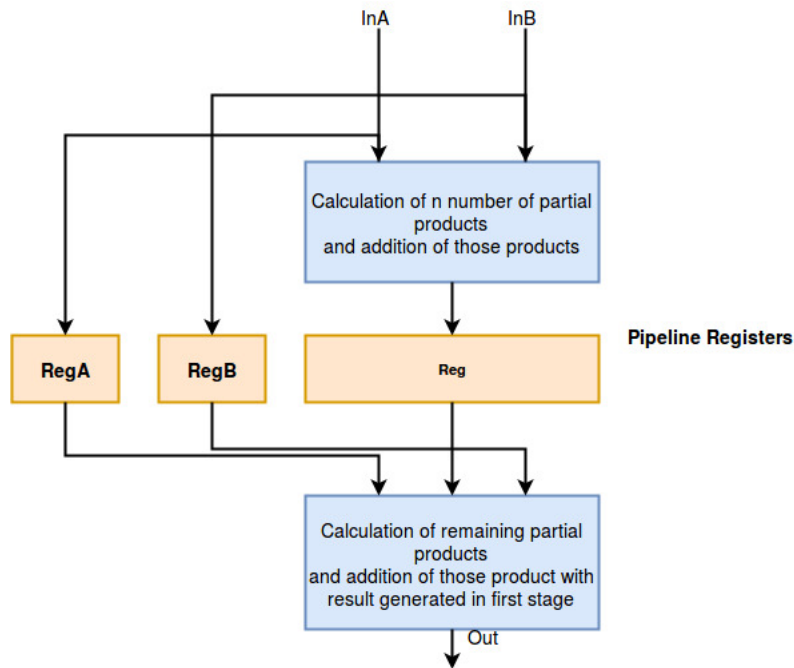 InA
InB
Calculation of n number of partial
products
and addition of those products
Pipeline Registers
RegA
RegB
Reg
Calculation of remaining partial
products
and addition of those product with
result generated in first stage
Out